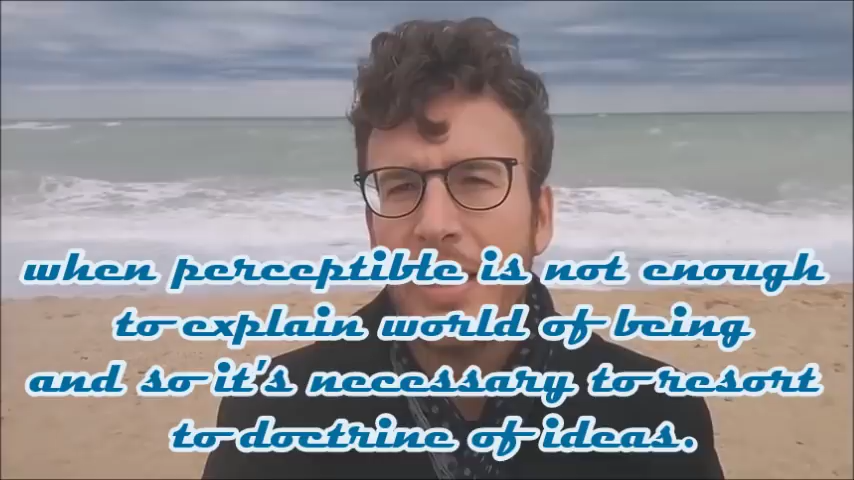 when perceptible is not enough
to explain world of being
and so it's necessary to resort
to doctrine of ideas.